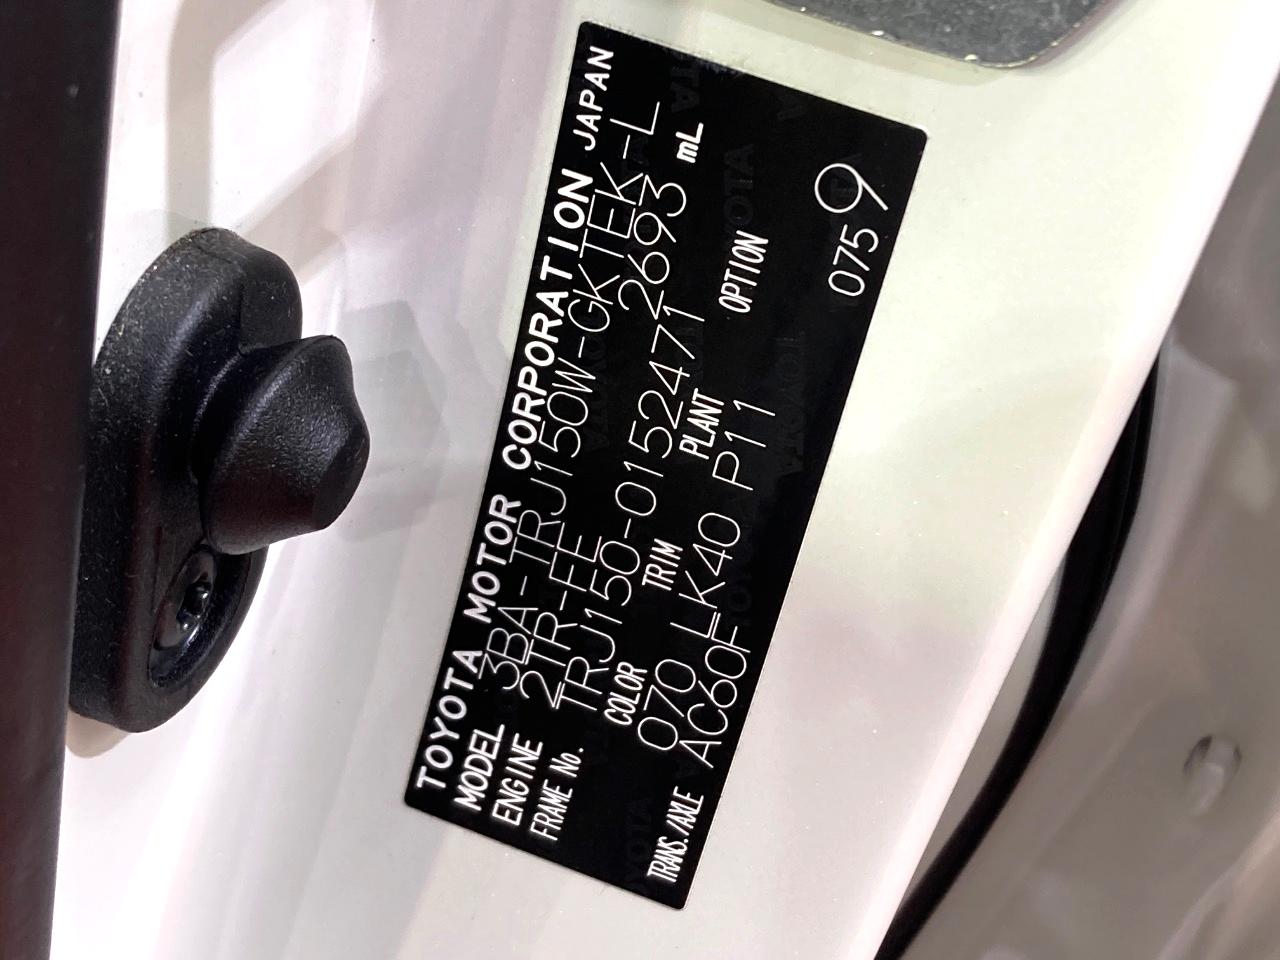 TOYOTA MOTOR CORPORATION JAPAN
MODEL 3BA-TRJ150W-GKTEK-L
ENGINE 2TR-FE 2693 mL
FRAME No. TRJ150-0152471
COLOR TRIM PLANT OPTION
070 LK40 P11
TRANS./AXLE AC60F
0759